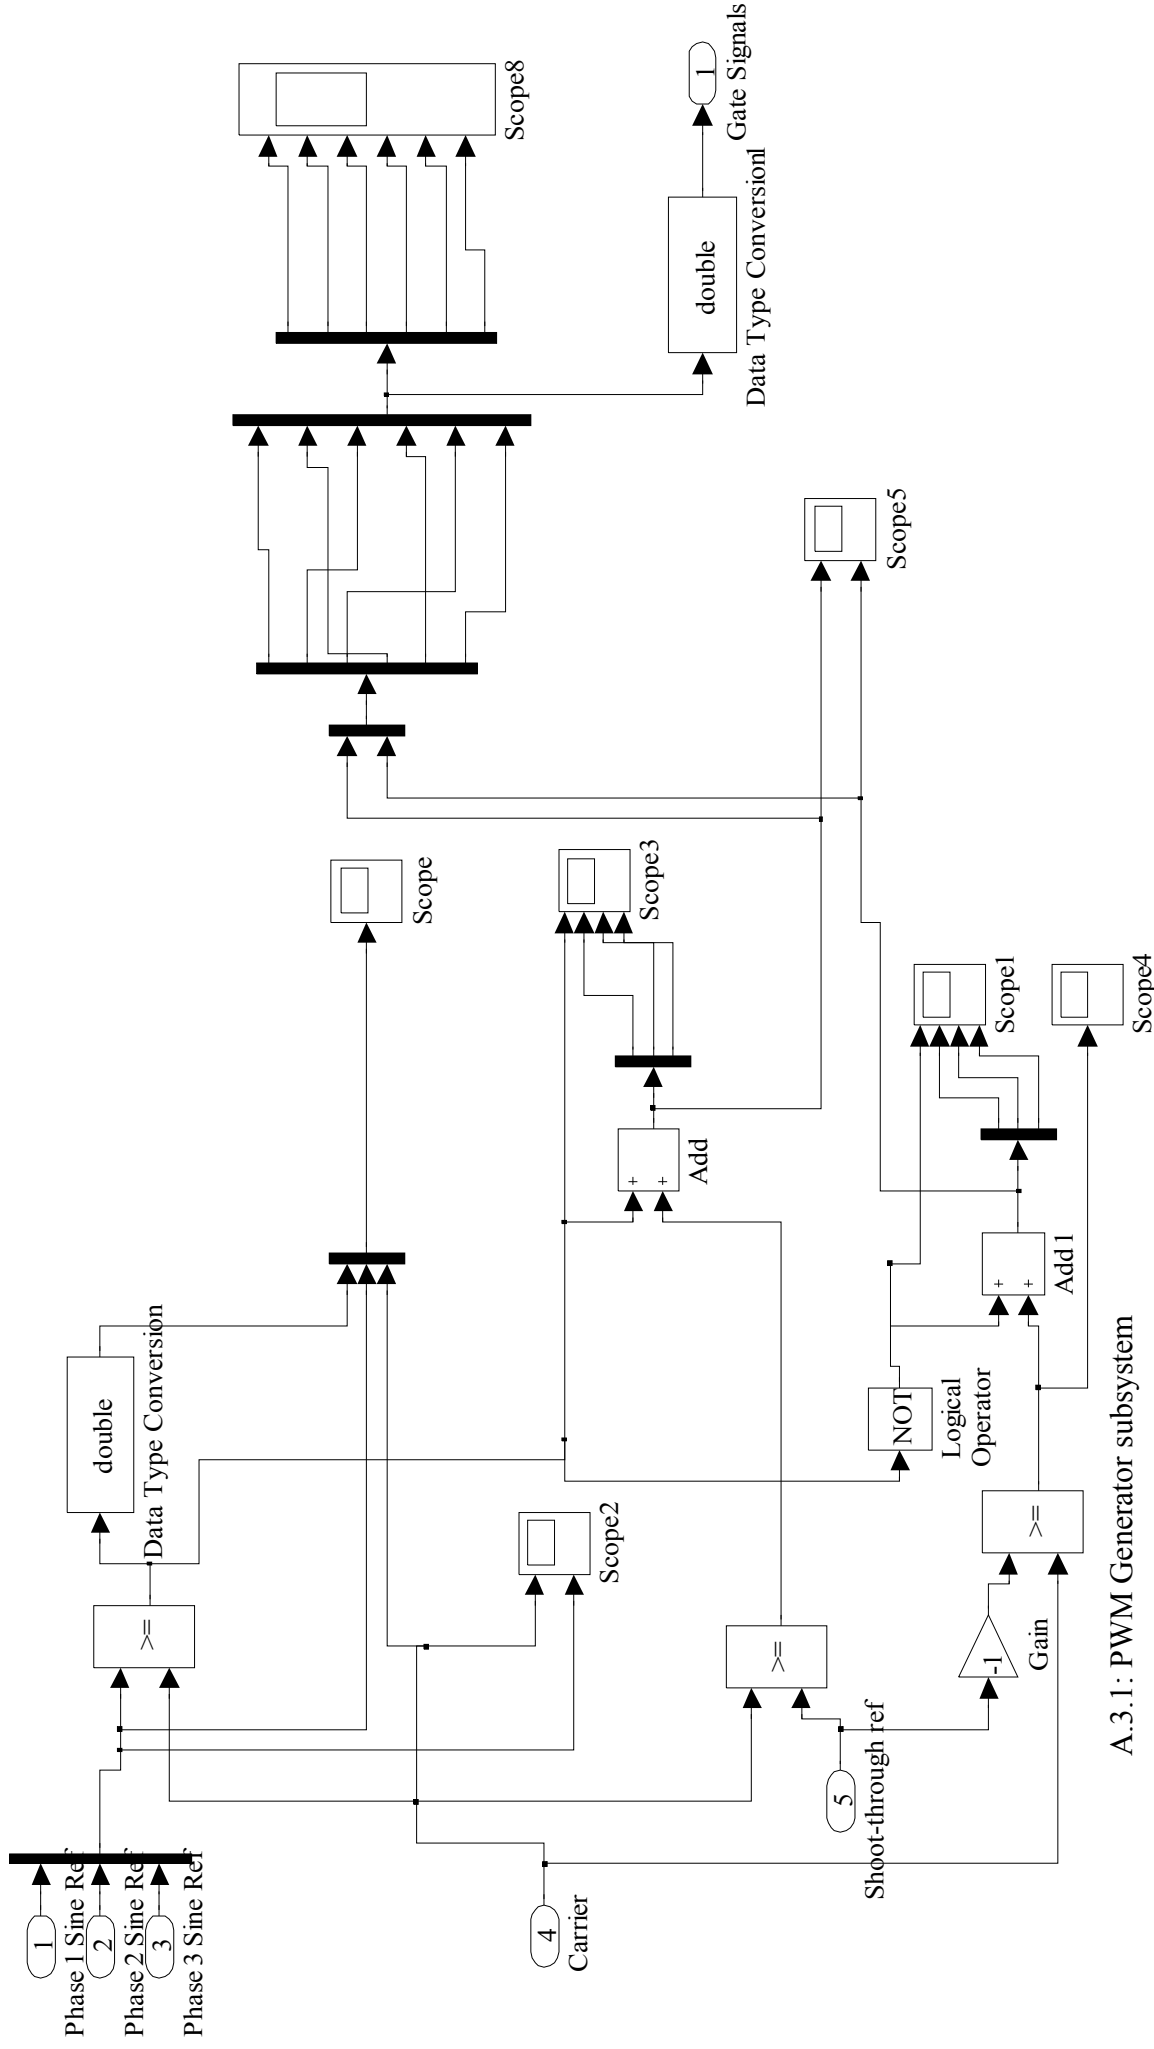 1
Phase 1 Sine Ref
2
Phase 2 Sine Ref
3
Phase 3 Sine Ref
>=
double
Data Type Conversion
Scope
Scope8
double
Data Type Conversion1
1
Gate Signals
4
Carrier
Scope2
+
+
Add
Scope3
Scope5
5
Shoot-through ref
>=
-1
Gain
>=
NOT
Logical
Operator
+
+
Add1
Scope1
Scope4
A.3.1: PWM Generator subsystem